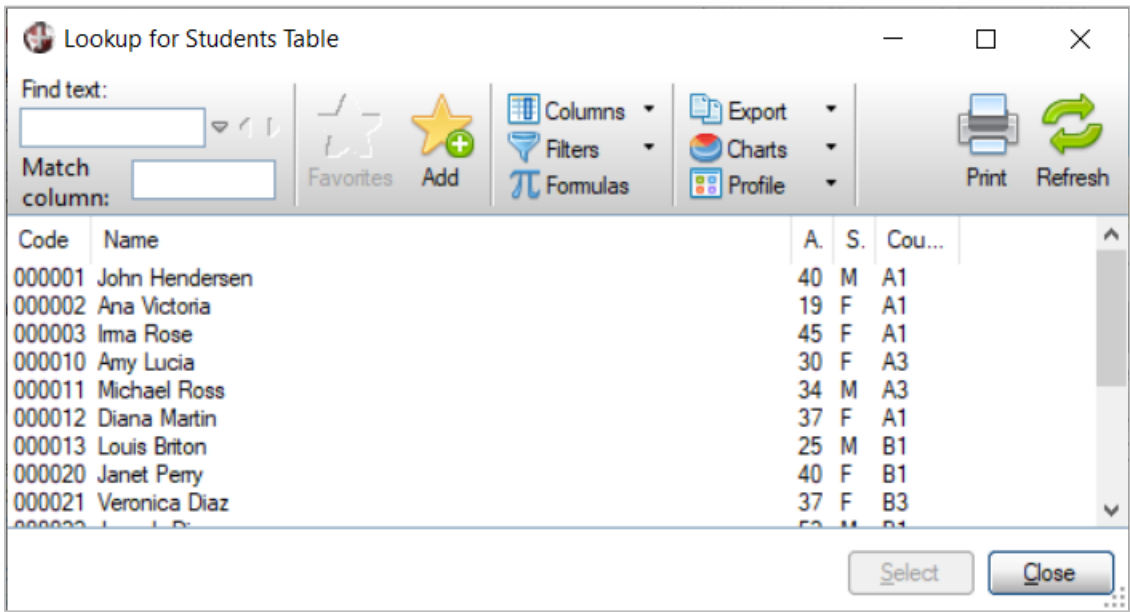 Lookup for Students Table
Find text:
Match column:
Favorites
Add
Columns
Filters
Formulas
Export
Charts
Profile
Print
Refresh
Code Name A. S. Cou...
000001 John Hendersen 40 M A1
000002 Ana Victoria 19 F A1
000003 Irma Rose 45 F A1
000010 Amy Lucia 30 F A3
000011 Michael Ross 34 M A3
000012 Diana Martin 37 F A1
000013 Louis Briton 25 M B1
000020 Janet Perry 40 F B1
000021 Veronica Diaz 37 F B3
Select
Close